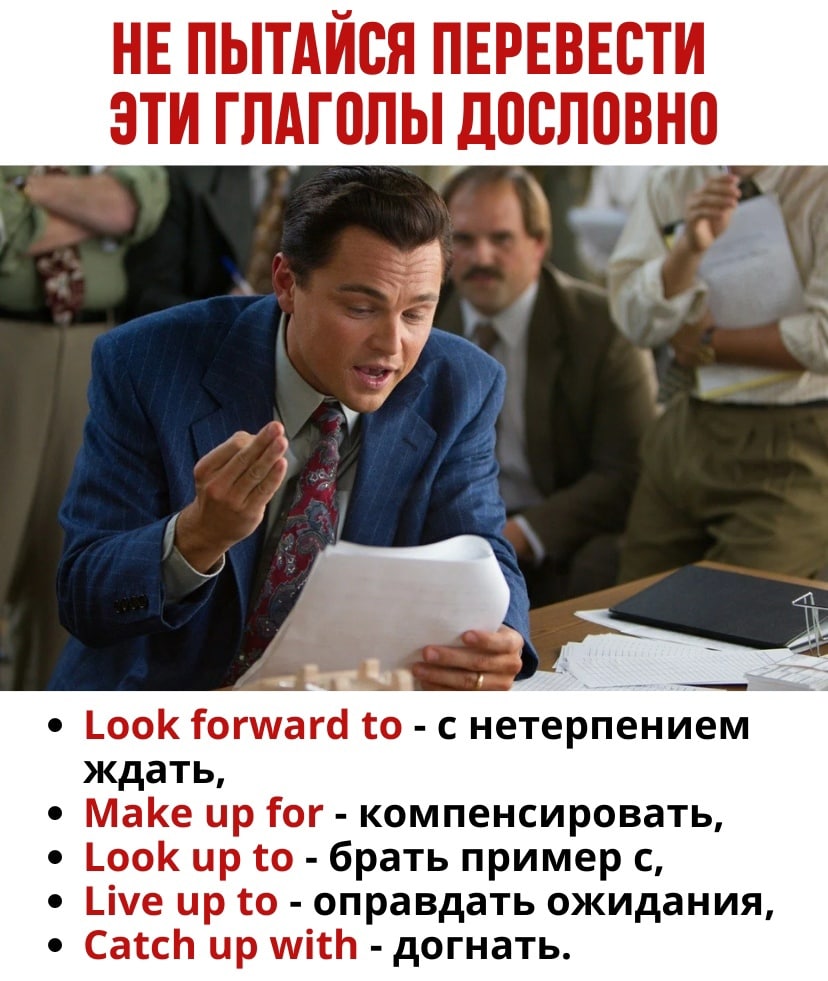 НЕ ПЫТАЙСЯ ПЕРЕВЕСТИ
ЭТИ ГЛАГОЛЫ ДОСЛОВНО
• Look forward to - с нетерпением
ждать,
• Make up for - компенсировать,
• Look up to - брать пример с,
• Live up to - оправдать ожидания,
• Catch up with - догнать.